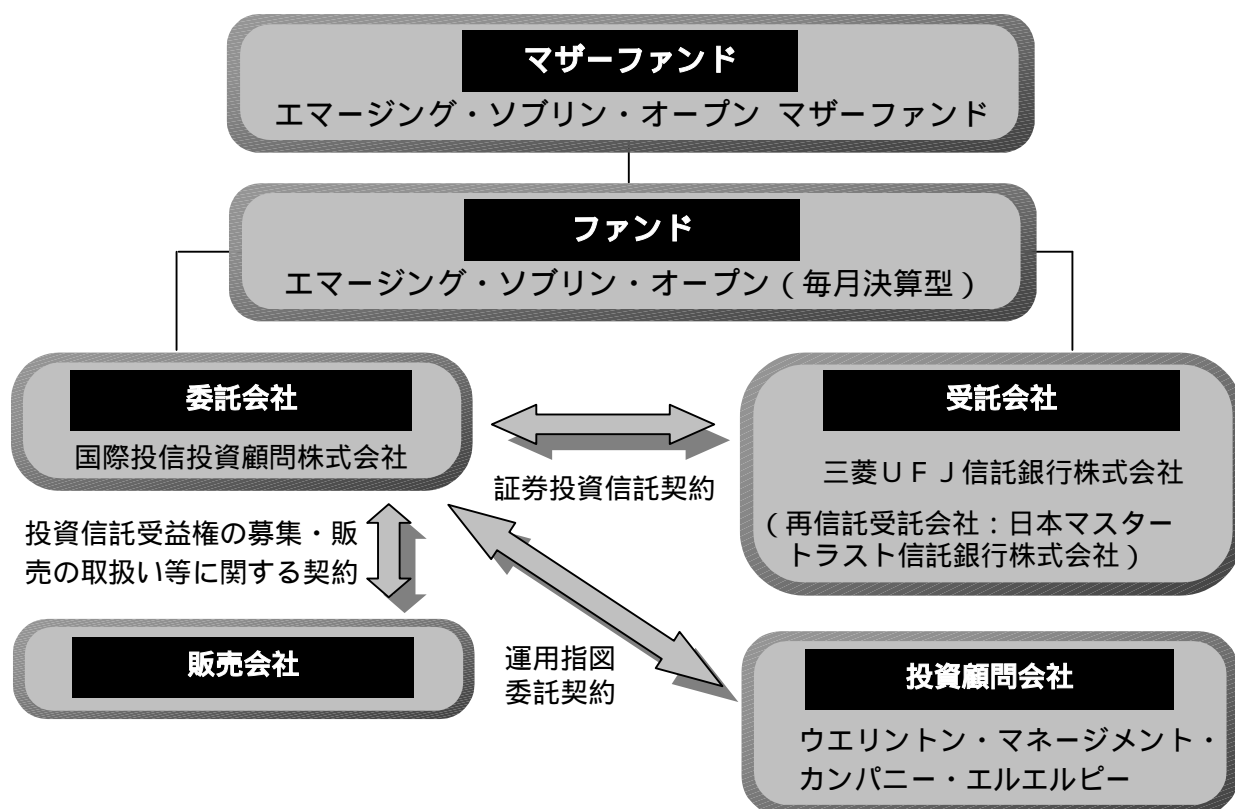 マザーファンド
エマージング・ソブリン・オープン マザーファンド
ファンド
エマージング・ソブリン・オープン(毎月決算型)
委託会社
国際投信投資顧問株式会社
証券投資信託契約
受託会社
三菱UFJ信託銀行株式会社
(再信託受託会社:日本マスター
トラスト信託銀行株式会社)
投資信託受益権の募集・販
売の取扱い等に関する契約
販売会社
運用指図
委託契約
投資顧問会社
ウエリントン・マネージメント・
カンパニー・エルエルピー